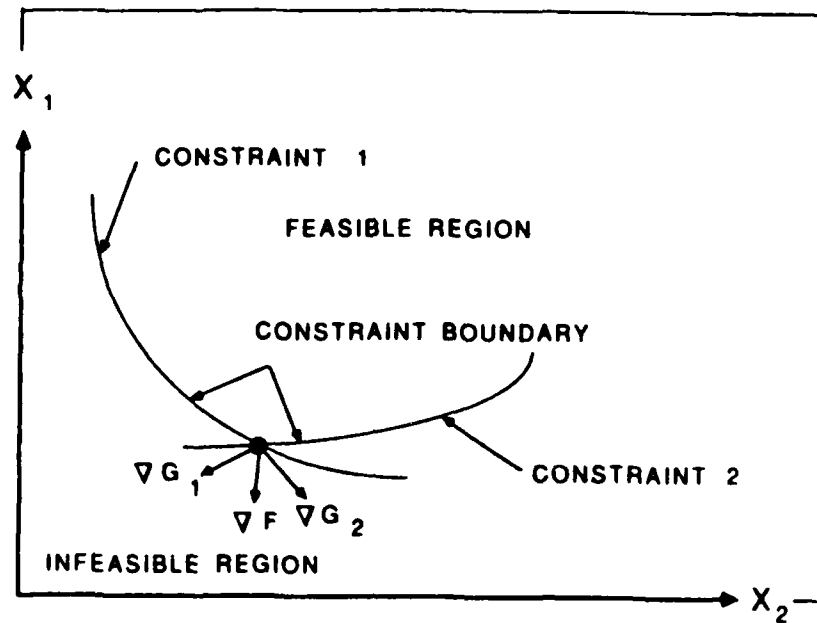 X1
CONSTRAINT 1
FEASIBLE REGION
CONSTRAINT BOUNDARY
∇G1
∇F
∇G2
CONSTRAINT 2
INFEASIBLE REGION
X2